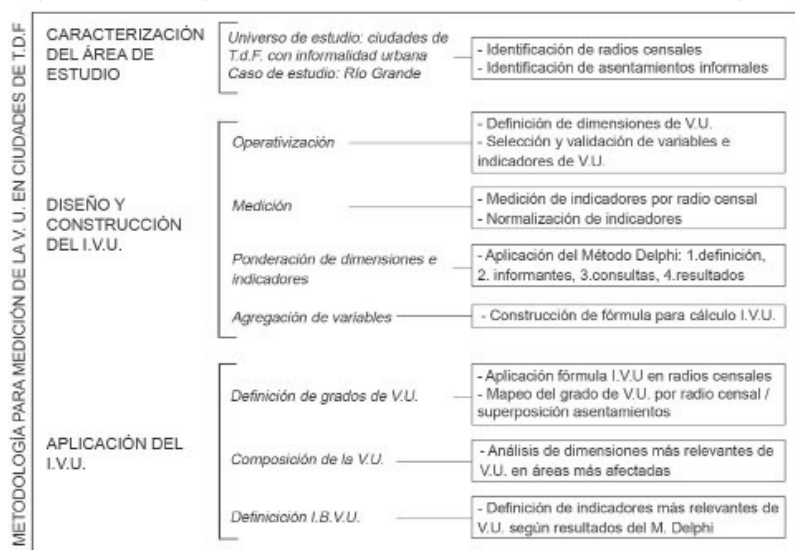 METODOLOGÍA PARA MEDICIÓN DE LA V. U. EN CIUDADES DE T.D.F
CARACTERIZACIÓN
DEL ÁREA DE
ESTUDIO
Universo de estudio: ciudades de
T.d.F. con informalidad urbana
Caso de estudio: Río Grande
- Identificación de radios censales
- Identificación de asentamientos informales
DISEÑO Y
CONSTRUCCIÓN
DEL I.V.U.
Operativización
- Definición de dimensiones de V.U.
- Selección y validación de variables e
indicadores de V.U.
Medición
- Medición de indicadores por radio censal
- Normalización de indicadores
Ponderación de dimensiones e
indicadores
- Aplicación del Método Delphi: 1.definición,
2. informantes, 3.consultas, 4.resultados
Agregación de variables
- Construcción de fórmula para cálculo I.V.U.
APLICACIÓN DEL
I.V.U.
Definición de grados de V.U.
- Aplicación fórmula I.V.U en radios censales
- Mapeo del grado de V.U. por radio censal /
superposición asentamientos
Composición de la V.U.
- Análisis de dimensiones más relevantes de
V.U. en áreas más afectadas
Definicición I.B.V.U.
- Definición de indicadores más relevantes de
V.U. según resultados del M. Delphi